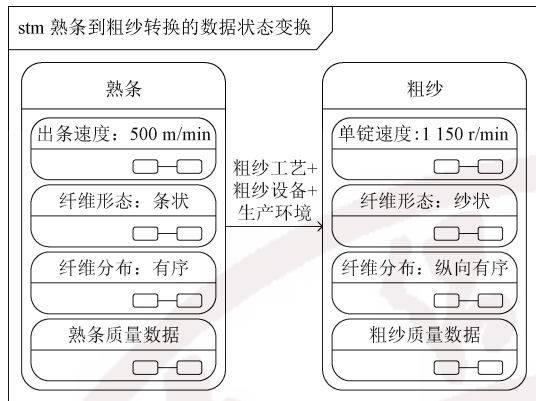 stm 熟条到粗纱转换的数据状态变换
熟条
出条速度：500 m/min
纤维形态：条状
纤维分布：有序
熟条质量数据
粗纱工艺+
粗纱设备+
生产环境
粗纱
单锭速度:1 150 r/min
纤维形态：纱状
纤维分布：纵向有序
粗纱质量数据